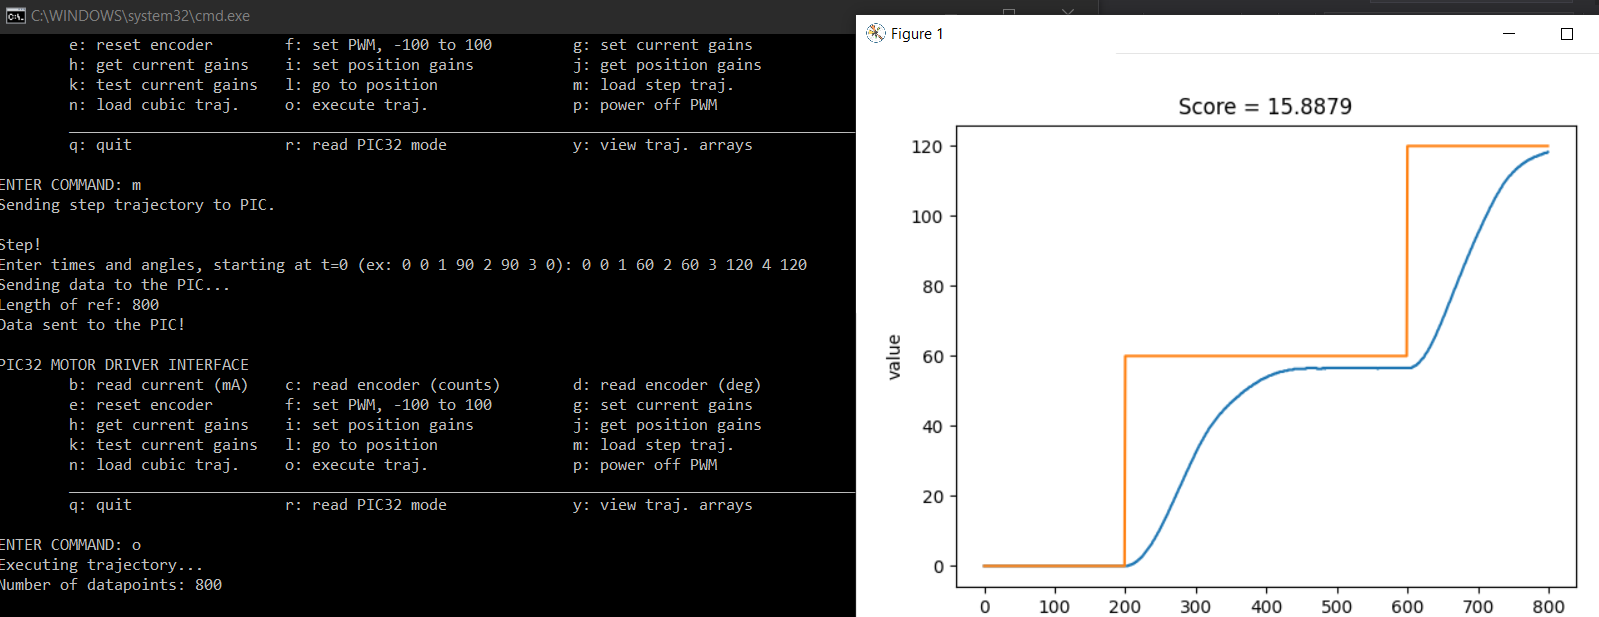 C:\WINDOWS\system32\cmd.exe
e: reset encoder f: set PWM, -100 to 100 g: set current gains
h: get current gains i: set position gains j: get position gains
k: test current gains l: go to position m: load step traj.
n: load cubic traj. o: execute traj. p: power off PWM
q: quit r: read PIC32 mode y: view traj. arrays
ENTER COMMAND: m
Sending step trajectory to PIC.
Step!
Enter times and angles, starting at t=0 (ex: 0 0 1 90 2 90 3 0): 0 0 1 60 2 60 3 120 4 120
Sending data to the PIC...
Length of ref: 800
Data sent to the PIC!
PIC32 MOTOR DRIVER INTERFACE
b: read current (mA) c: read encoder (counts) d: read encoder (deg)
e: reset encoder f: set PWM, -100 to 100 g: set current gains
h: get current gains i: set position gains j: get position gains
k: test current gains l: go to position m: load step traj.
n: load cubic traj. o: execute traj. p: power off PWM
q: quit r: read PIC32 mode y: view traj. arrays
ENTER COMMAND: o
Executing trajectory...
Number of datapoints: 800
Figure 1
Score = 15.8879
120
100
80
60
40
20
0
value
0 100 200 300 400 500 600 700 800